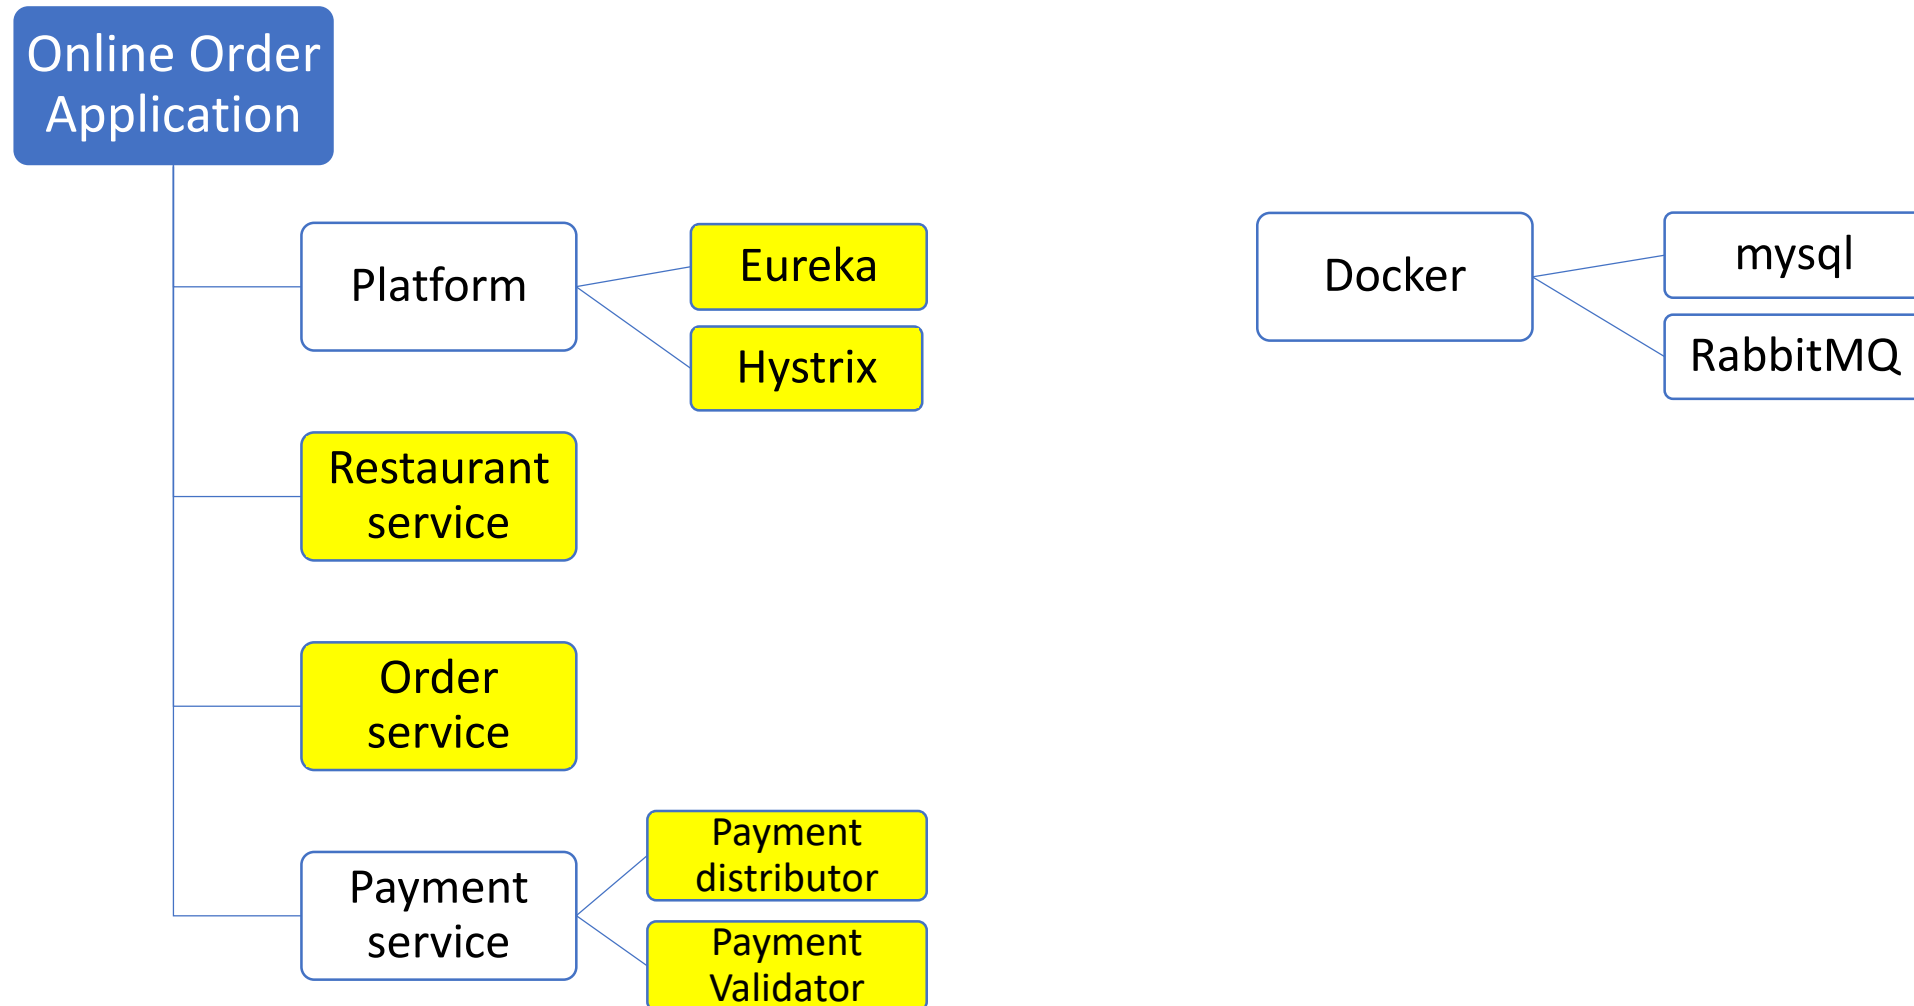 Online Order
Application
Platform
Eureka
Hystrix
Docker
mysql
RabbitMQ
Restaurant
service
Order
service
Payment
service
Payment
distributor
Payment
Validator